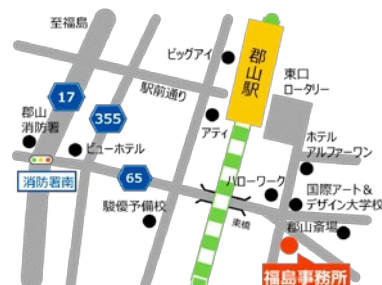 至福島
ビッグアイ
郡山駅
東口
ロータリー
17
駅前通り
355
郡山
消防署
アティ
ホテル
アルファーワン
ビューホテル
消防署南
65
ハローワーク
国際アート&
デザイン大学校
駿優予備校
東橋
郡山斎場
福島事務所